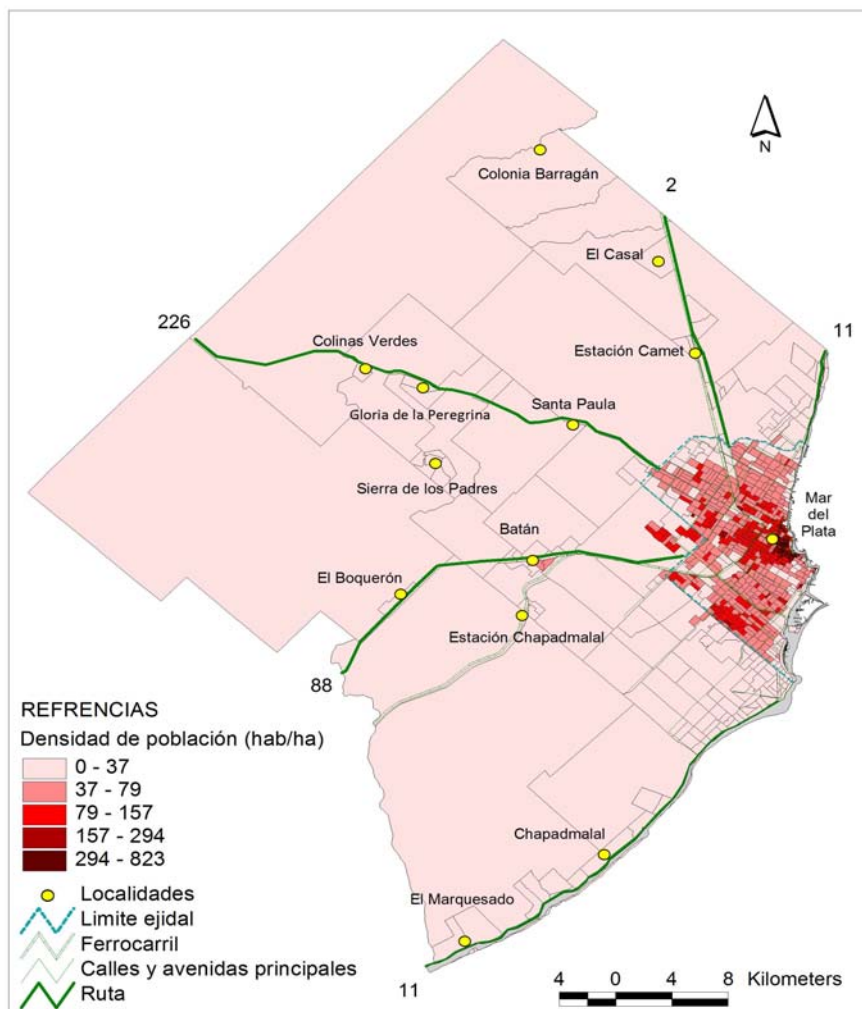 N
Colonia Barragán
2
El Casal
226
11
Colinas Verdes
Estación Camet
Gloria de la Peregrina
Santa Paula
Sierra de los Padres
Mar
del
Plata
Batán
El Boquerón
Estación Chapadmalal
88
REFRENCIAS
Densidad de población (hab/ha)
0 - 37
37 - 79
79 - 157
157 - 294
294 - 823
Localidades
Limite ejidal
Ferrocarril
Calles y avenidas principales
Ruta
Chapadmalal
El Marquesado
11
4 0 4 8 Kilometers